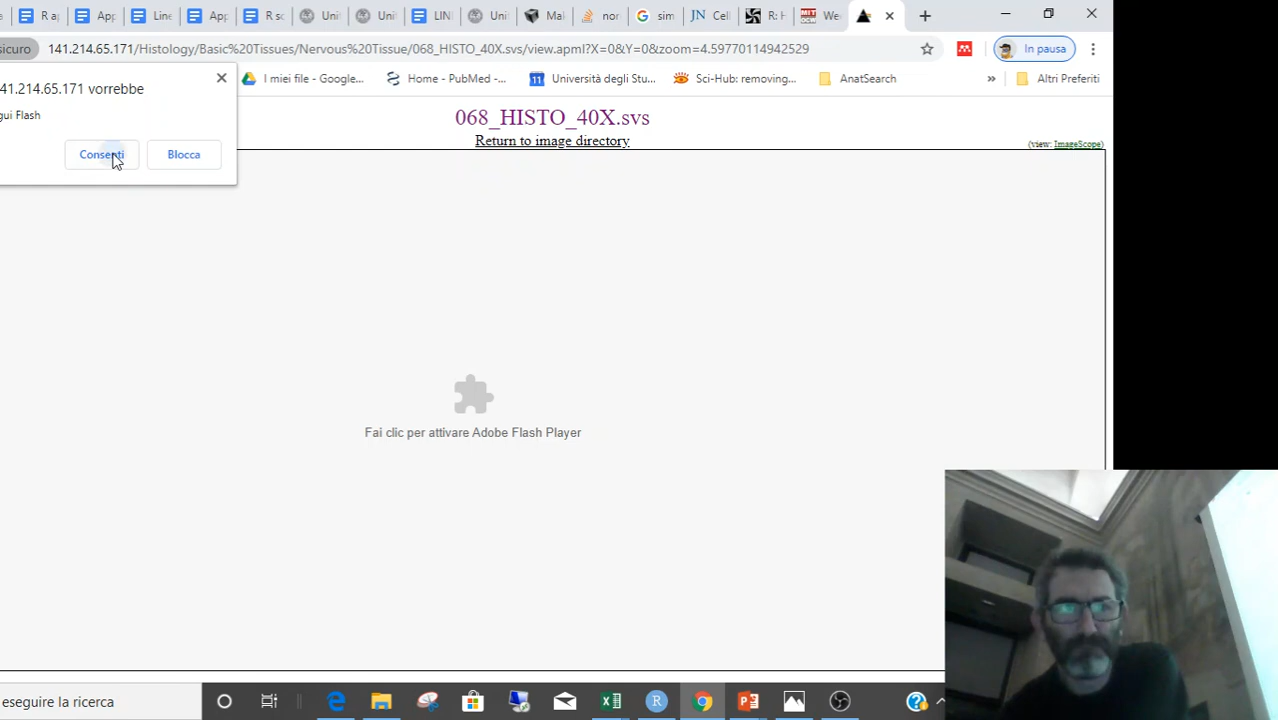 R a
App
Line
App
R sc
Uni
Uni
LIN
Uni
Ma
nor
sim
Cel
R: H
We
sicuro
141.214.65.171/Histology/Basic%20Tissues/Nervous%20Tissue/068_HISTO_40X.svs/view.apml?X=0&Y=0&zoom=4.59770114942529
In pausa
I miei file - Google...
Home - PubMed -...
11
Università degli Stu...
Sci-Hub: removing...
AnatSearch
»
Altri Preferiti
41.214.65.171 vorrebbe
gui Flash
Consenti
Blocca
068_HISTO_40X.svs
Return to image directory
(view: ImageScope)
Fai clic per attivare Adobe Flash Player
eseguire la ricerca